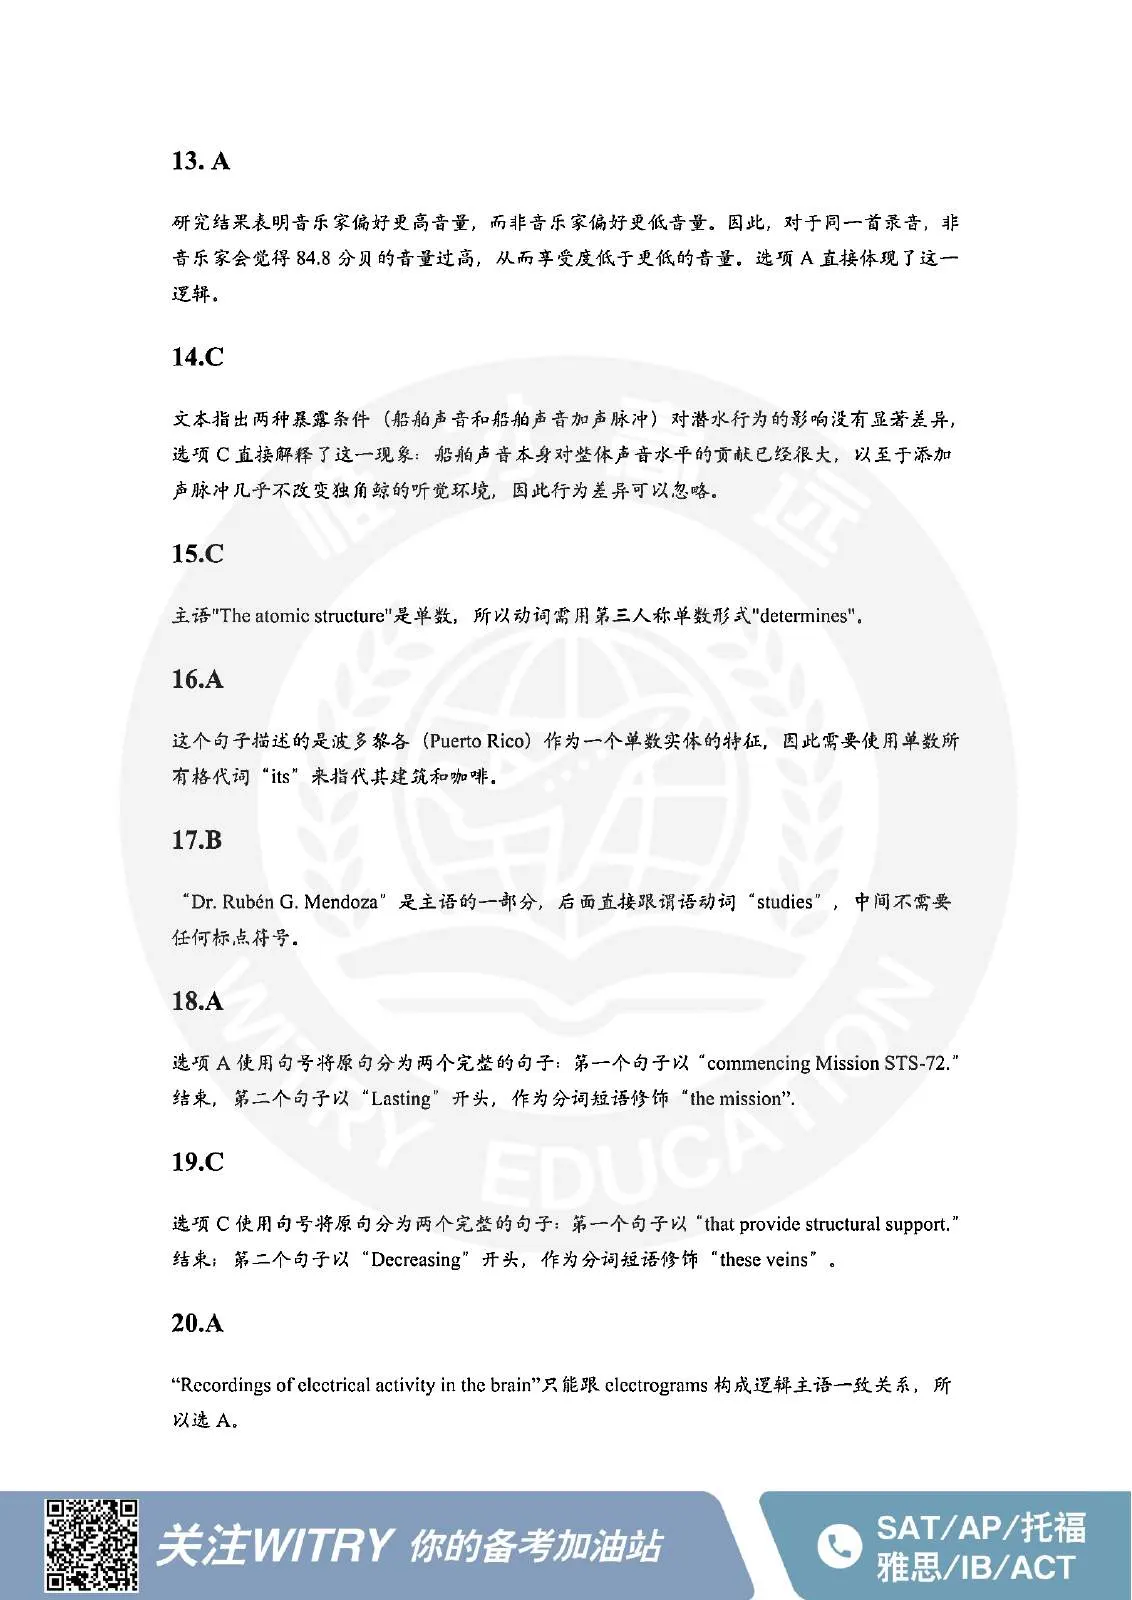 13. A
研究结果表明音乐家偏好更高音量，而非音乐家偏好更低音量。因此，对于同一首录音，非
音乐家会觉得 84.8 分贝的音量过高，从而享受度低于更低的音量。选项 A 直接体现了这一
逻辑。
14.C
文本指出两种暴露条件（船舶声音和船舶声音加声脉冲）对潜水行为的影响没有显著差异，
选项 C 直接解释了这一现象：船舶声音本身对整体声音水平的贡献已经很大，以至于添加
声脉冲几乎不改变独角鲸的听觉环境，因此行为差异可以忽略。
15.C
主语"The atomic structure"是单数，所以动词需用第三人称单数形式"determines"。
16.A
这个句子描述的是波多黎各（Puerto Rico）作为一个单数实体的特征，因此需要使用单数所
有格代词“its”来指代其建筑和咖啡。
17.B
“Dr. Rubén G. Mendoza”是主语的一部分，后面直接跟谓语动词“studies”，中间不需要
任何标点符号。
18.A
选项 A 使用句号将原句分为两个完整的句子：第一个句子以“commencing Mission STS-72.”
结束，第二个句子以“Lasting”开头，作为分词短语修饰“the mission”.
19.C
选项 C 使用句号将原句分为两个完整的句子：第一个句子以“that provide structural support.”
结束；第二个句子以“Decreasing”开头，作为分词短语修饰“these veins”。
20.A
“Recordings of electrical activity in the brain”只能跟 electrograms 构成逻辑主语一致关系，所
以选 A。
WITRY EDUCATION
关注WITRY 你的备考加油站
SAT/AP/托福
雅思/IB/ACT